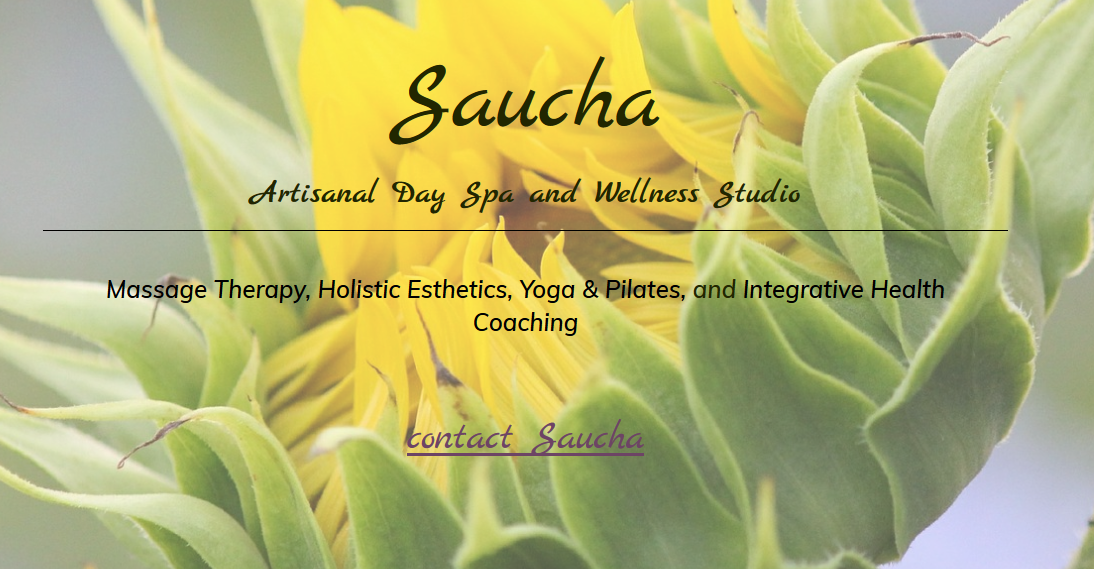 Saucha
Artisanal Day Spa and Wellness Studio
Massage Therapy, Holistic Esthetics, Yoga & Pilates, and Integrative Health
Coaching
contact Saucha